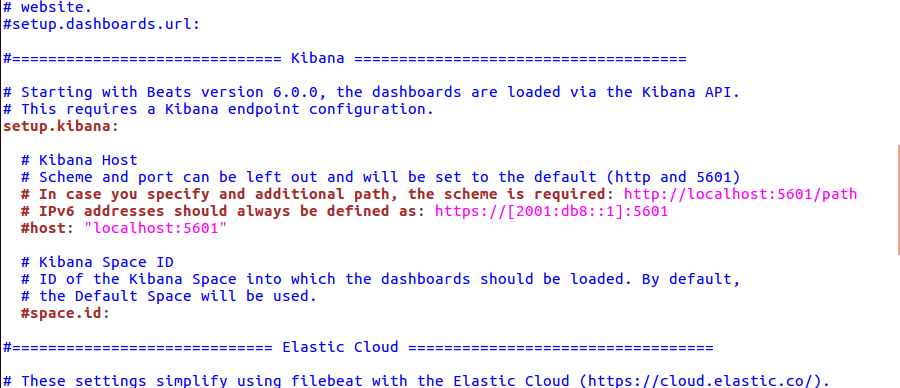 # website.
#setup.dashboards.url:
#============================== Kibana =====================================
# Starting with Beats version 6.0.0, the dashboards are loaded via the Kibana API.
# This requires a Kibana endpoint configuration.
setup.kibana:
# Kibana Host
# Scheme and port can be left out and will be set to the default (http and 5601)
# In case you specify and additional path, the scheme is required: http://localhost:5601/path
# IPv6 addresses should always be defined as: https://[2001:db8::1]:5601
#host: "localhost:5601"
# Kibana Space ID
# ID of the Kibana Space into which the dashboards should be loaded. By default,
# the Default Space will be used.
#space.id:
#============================= Elastic Cloud ==================================
# These settings simplify using filebeat with the Elastic Cloud (https://cloud.elastic.co/).